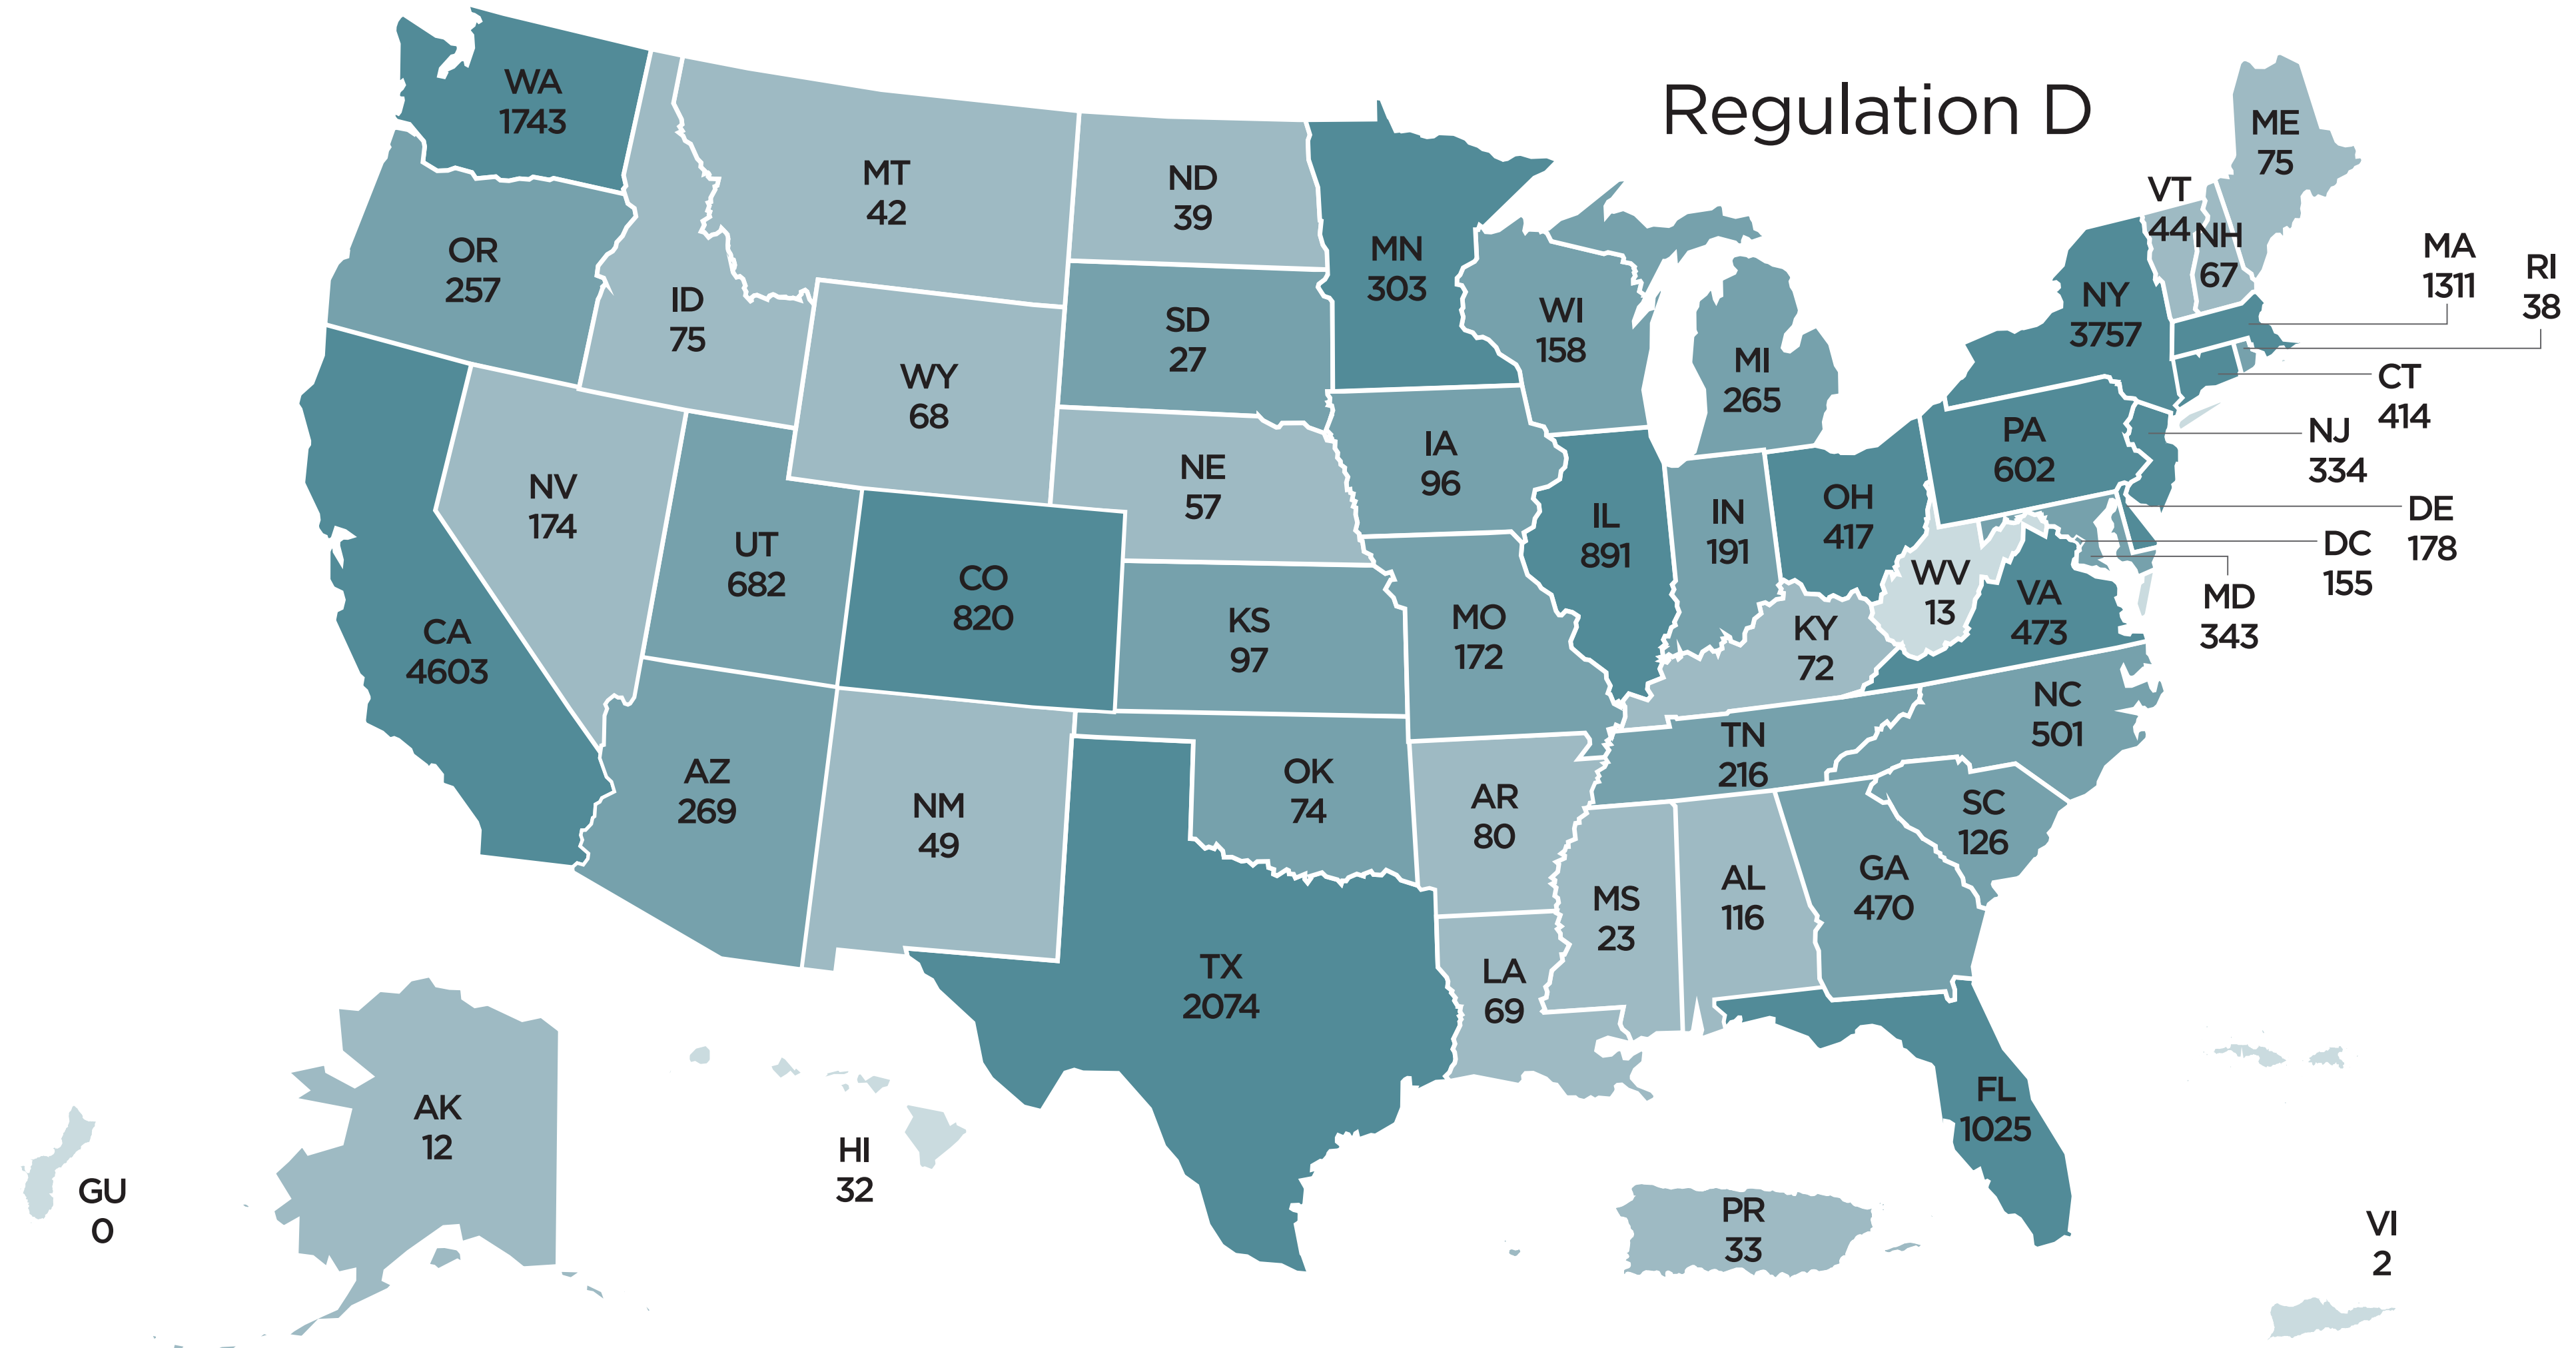 Regulation D
WA
1743
OR
257
CA
4603
ID
75
NV
174
MT
42
WY
68
UT
682
CO
820
AZ
269
NM
49
ND
39
SD
27
NE
57
KS
97
OK
74
TX
2074
MN
303
IA
96
MO
172
AR
80
LA
69
WI
158
IL
891
MI
265
IN
191
OH
417
KY
72
TN
216
MS
23
AL
116
GA
470
FL
1025
SC
126
NC
501
VA
473
WV
13
PA
602
NY
3757
VT
44
NH
67
ME
75
MA
1311
RI
38
CT
414
NJ
334
DE
178
DC
155
MD
343
AK
12
GU
0
HI
32
PR
33
VI
2